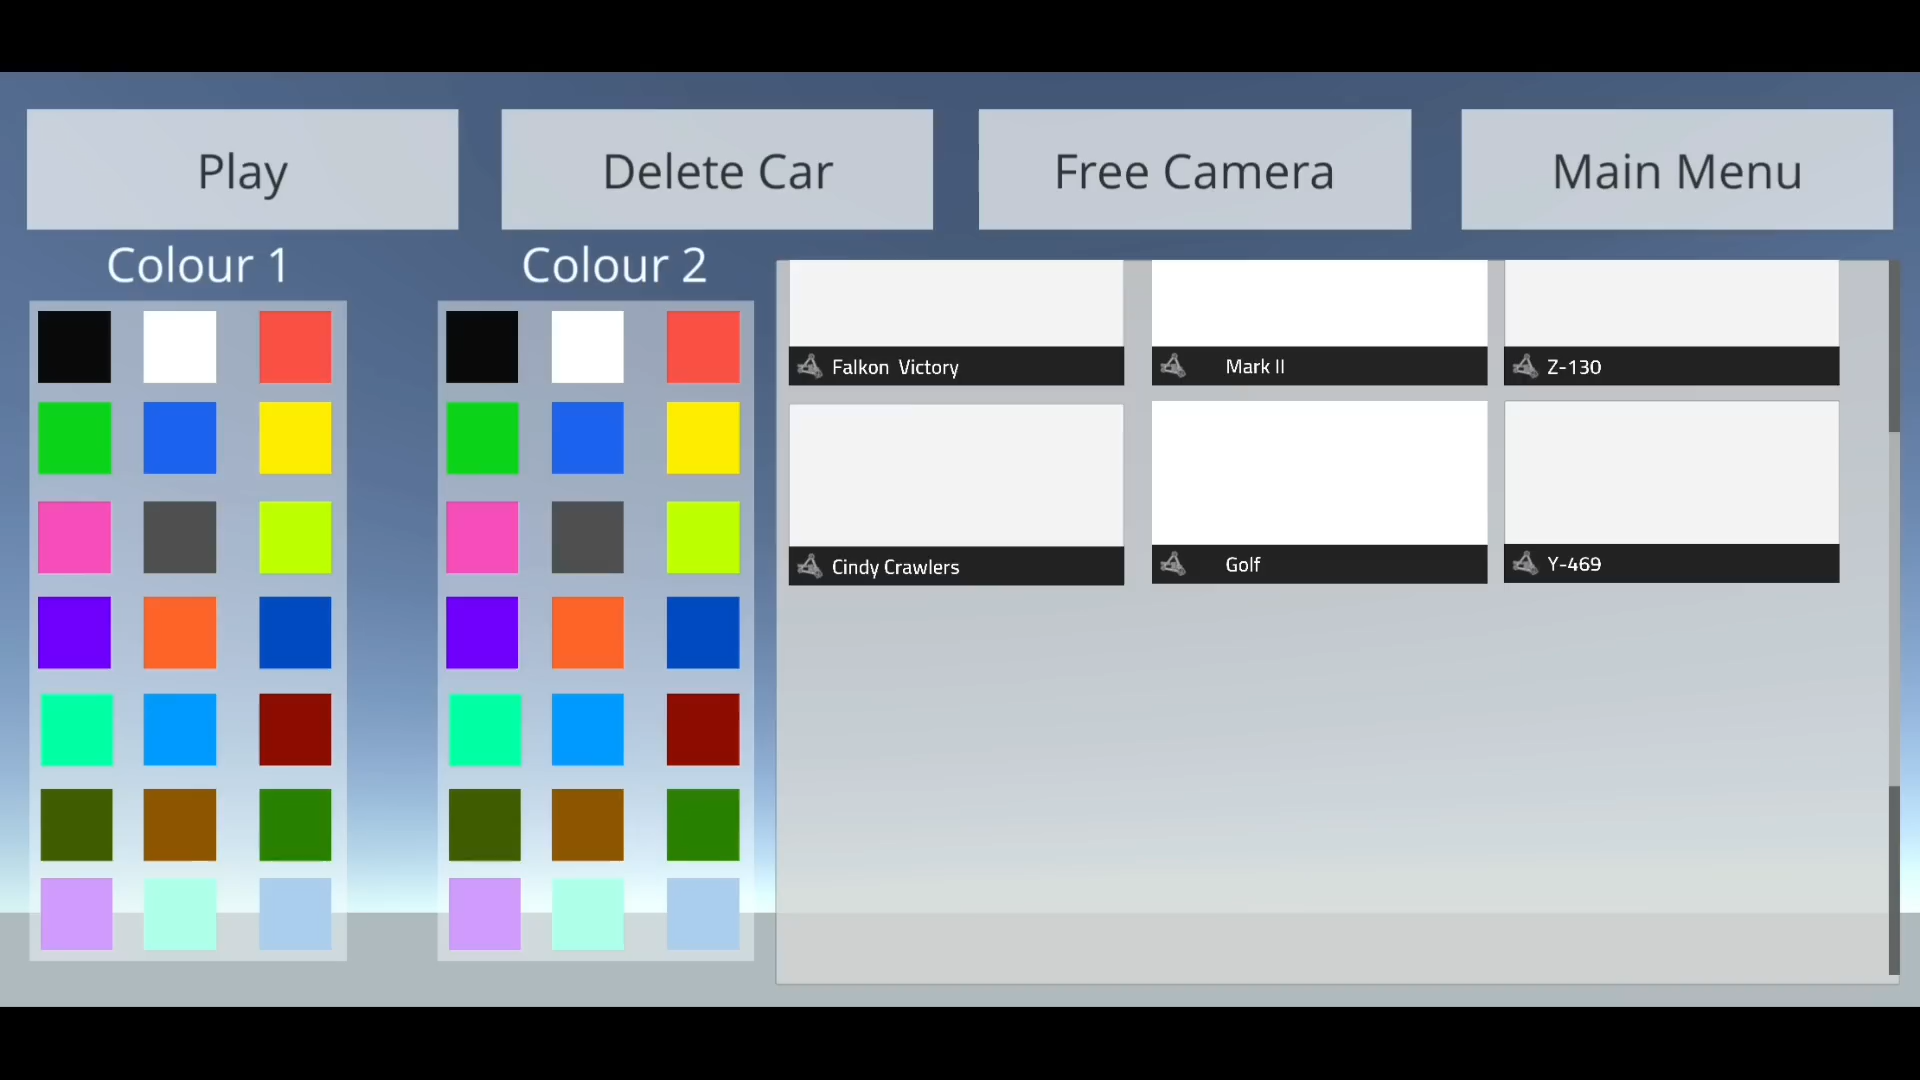 Play
Delete Car
Free Camera
Main Menu
Colour 1
Colour 2
Falkon Victory
Mark II
Z-130
Cindy Crawlers
Golf
Y-469